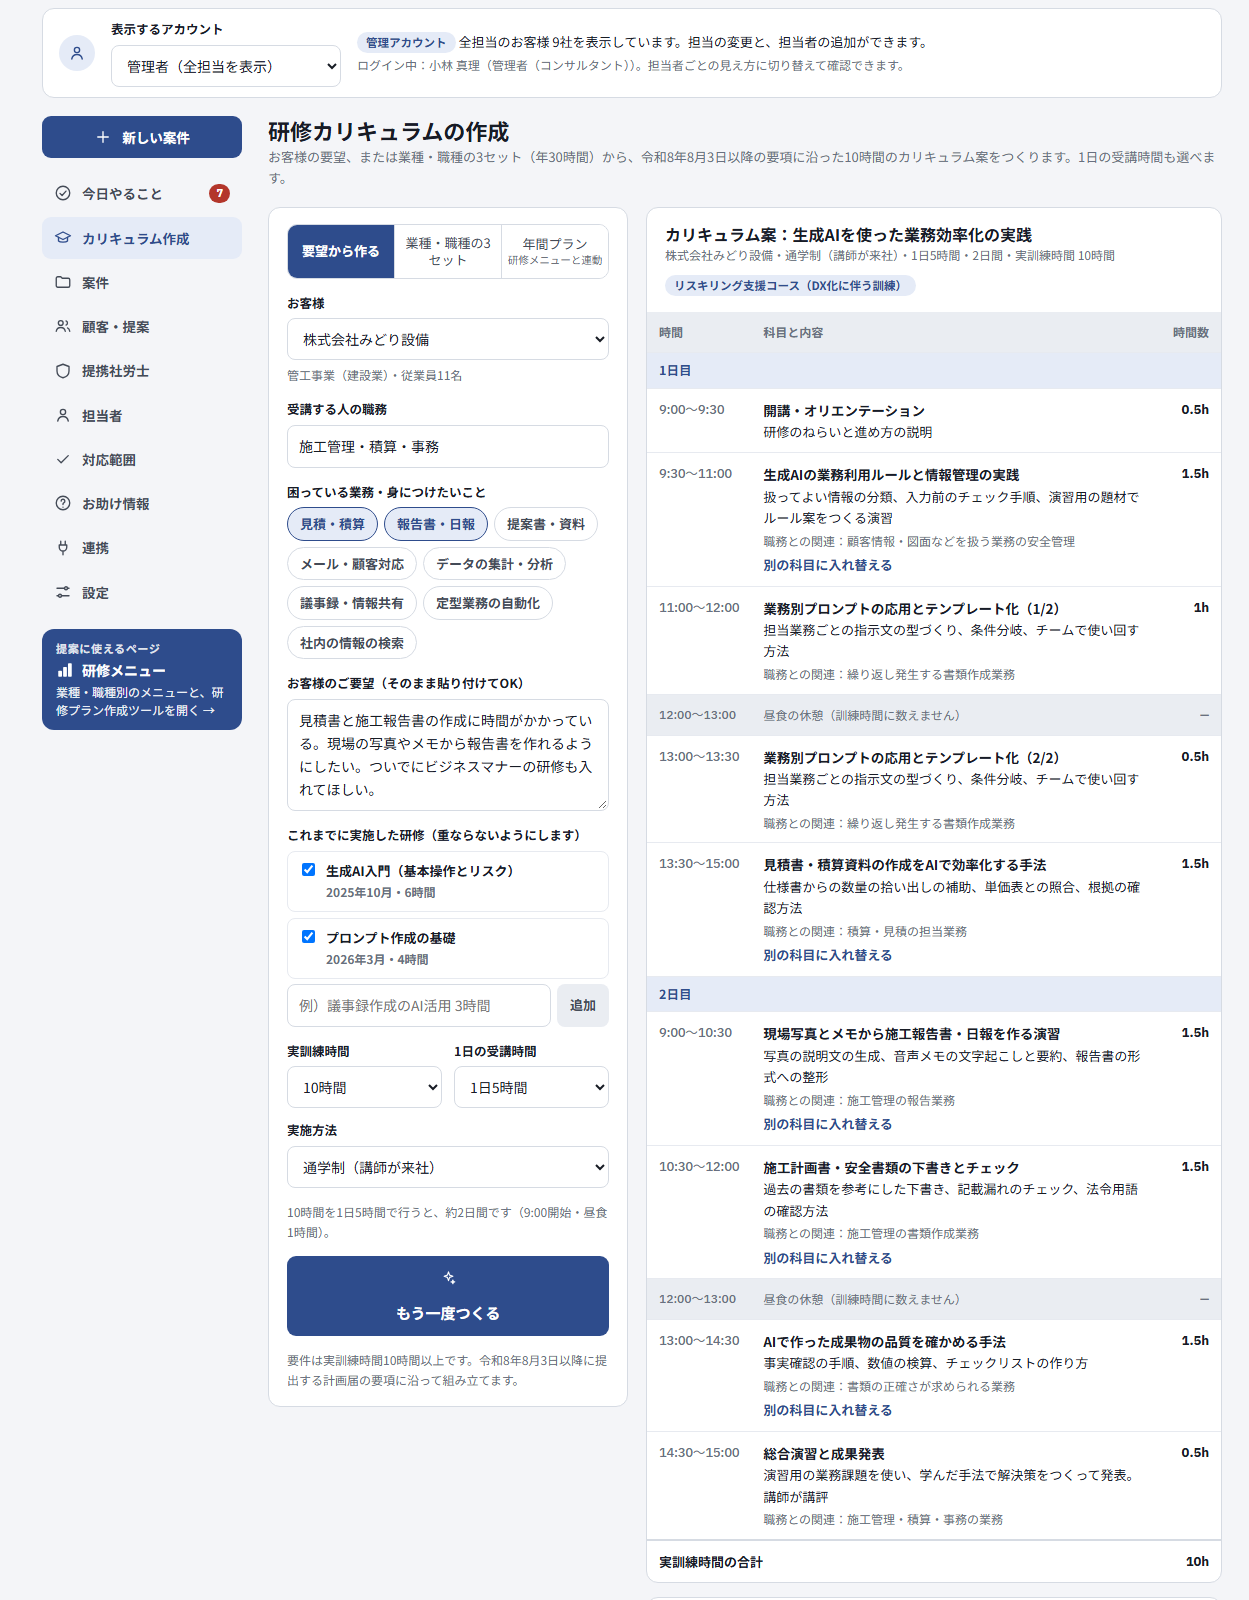 表示するアカウント
管理者（全担当を表示）
管理アカウント 全担当のお客様 9社を表示しています。担当の変更と、担当者の追加ができます。
ログイン中：小林 真理（管理者（コンサルタント））。担当者ごとの見え方に切り替えて確認できます。
＋ 新しい案件
今日やること 7
カリキュラム作成
案件
顧客・提案
提携社労士
担当者
対応範囲
お助け情報
連携
設定
提案に使えるページ
研修メニュー
業種・職種別のメニューと、研
修プラン作成ツールを開く →
研修カリキュラムの作成
お客様の要望、または業種・職種の3セット（年30時間）から、令和8年8月3日以降の要項に沿った10時間のカリキュラム案をつくります。1日の受講時間も選べま
す。
要望から作る
業種・職種の3
セット
年間プラン
研修メニューと連動
お客様
株式会社みどり設備
管工事業（建設業）・従業員11名
受講する人の職務
施工管理・積算・事務
困っている業務・身につけたいこと
見積・積算 報告書・日報 提案書・資料
メール・顧客対応 データの集計・分析
議事録・情報共有 定型業務の自動化
社内の情報の検索
お客様のご要望（そのまま貼り付けてOK）
見積書と施工報告書の作成に時間がかかってい
る。現場の写真やメモから報告書を作れるよう
にしたい。ついでにビジネスマナーの研修も入
れてほしい。
これまでに実施した研修（重ならないようにします）
生成AI入門（基本操作とリスク）
2025年10月・6時間
プロンプト作成の基礎
2026年3月・4時間
例）議事録作成のAI活用 3時間 追加
実訓練時間 1日の受講時間
10時間 1日5時間
実施方法
通学制（講師が来社）
10時間を1日5時間で行うと、約2日間です（9:00開始・昼食
1時間）。
もう一度つくる
要件は実訓練時間10時間以上です。令和8年8月3日以降に提
出する計画届の要項に沿って組み立てます。
カリキュラム案：生成AIを使った業務効率化の実践
株式会社みどり設備・通学制（講師が来社）・1日5時間・2日間・実訓練時間 10時間
リスキリング支援コース（DX化に伴う訓練）
時間 科目と内容 時間数
1日目
9:00〜9:30 開講・オリエンテーション 0.5h
研修のねらいと進め方の説明
9:30〜11:00 生成AIの業務利用ルールと情報管理の実践 1.5h
扱ってよい情報の分類、入力前のチェック手順、演習用の題材で
ルール案をつくる演習
職務との関連：顧客情報・図面などを扱う業務の安全管理
別の科目に入れ替える
11:00〜12:00 業務別プロンプトの応用とテンプレート化（1/2） 1h
担当業務ごとの指示文の型づくり、条件分岐、チームで使い回す
方法
職務との関連：繰り返し発生する書類作成業務
12:00〜13:00 昼食の休憩（訓練時間に数えません） —
13:00〜13:30 業務別プロンプトの応用とテンプレート化（2/2） 0.5h
担当業務ごとの指示文の型づくり、条件分岐、チームで使い回す
方法
職務との関連：繰り返し発生する書類作成業務
13:30〜15:00 見積書・積算資料の作成をAIで効率化する手法 1.5h
仕様書からの数量の拾い出しの補助、単価表との照合、根拠の確
認方法
職務との関連：積算・見積の担当業務
別の科目に入れ替える
2日目
9:00〜10:30 現場写真とメモから施工報告書・日報を作る演習 1.5h
写真の説明文の生成、音声メモの文字起こしと要約、報告書の形
式への整形
職務との関連：施工管理の報告業務
別の科目に入れ替える
10:30〜12:00 施工計画書・安全書類の下書きとチェック 1.5h
過去の書類を参考にした下書き、記載漏れのチェック、法令用語
の確認方法
職務との関連：施工管理の書類作成業務
別の科目に入れ替える
12:00〜13:00 昼食の休憩（訓練時間に数えません） —
13:00〜14:30 AIで作った成果物の品質を確かめる手法 1.5h
事実確認の手順、数値の検算、チェックリストの作り方
職務との関連：書類の正確さが求められる業務
別の科目に入れ替える
14:30〜15:00 総合演習と成果発表 0.5h
演習用の業務課題を使い、学んだ手法で解決策をつくって発表。
講師が講評
職務との関連：施工管理・積算・事務の業務
実訓練時間の合計 10h